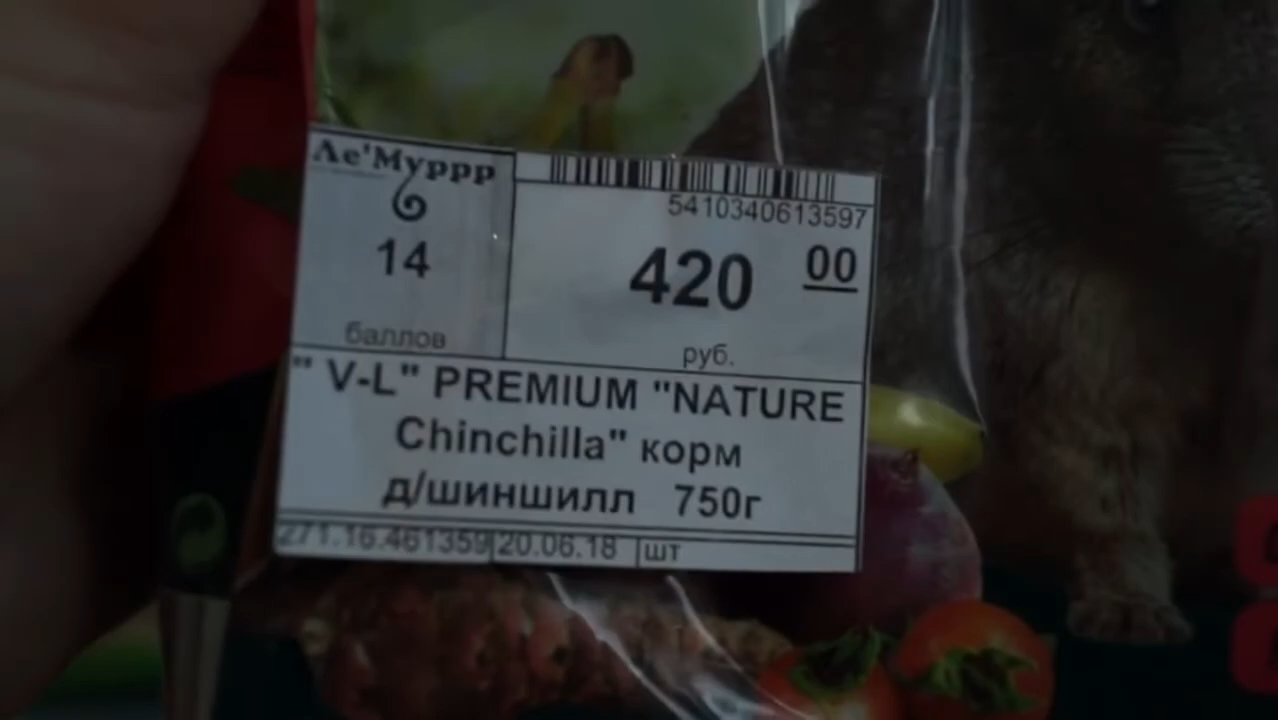 Ле'Муррр
14
баллов
5410340613597
420 00
руб.
" V-L" PREMIUM "NATURE
Chinchilla" корм
д/шиншилл 750г
271.16.461359 20.06.18 шт